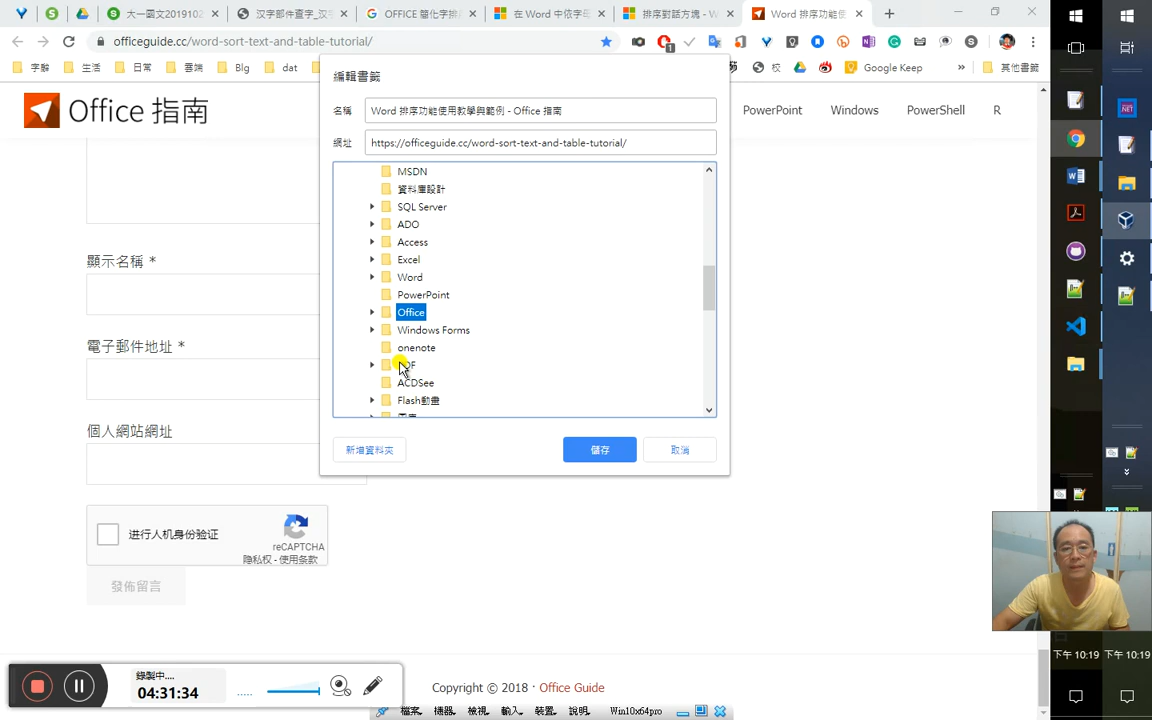 大一國文2019102
汉字部件查字_汉字
OFFICE 簡化字排
在 Word 中依字母
排序對話方塊 - W
Word 排序功能使
officeguide.cc/word-sort-text-and-table-tutorial/
字辭
生活
日常
雲端
Blg
dat
校
Google Keep
»
其他書籤
Office 指南
PowerPoint
Windows
PowerShell
R
編輯書籤
名稱
Word 排序功能使用教學與範例 - Office 指南
網址
https://officeguide.cc/word-sort-text-and-table-tutorial/
MSDN
資料庫設計
SQL Server
ADO
Access
Excel
Word
PowerPoint
Office
Windows Forms
onenote
ACDSee
Flash動畫
新增資料夾
儲存
取消
顯示名稱 *
電子郵件地址 *
個人網站網址
进行人机身份验证
reCAPTCHA
隐私权 - 使用条款
發佈留言
Copyright © 2018 · Office Guide
錄製中....
04:31:34
檔案,
機器,
檢視,
輸入,
裝置,
說明,
Win10x64pro
下午 10:19
下午 10:19